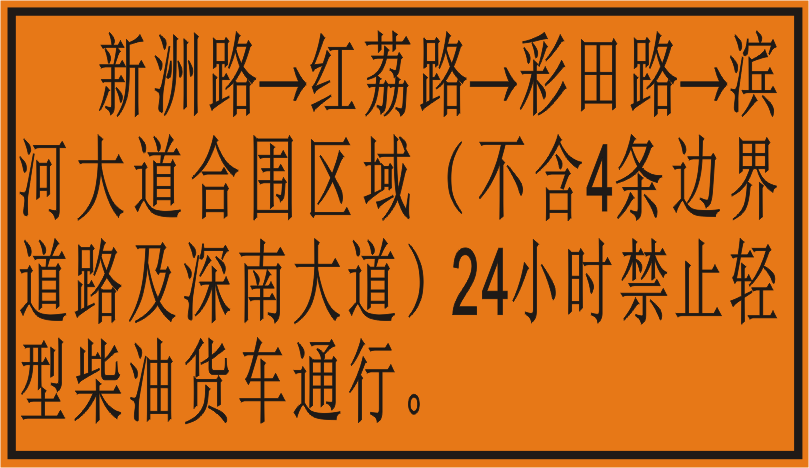 新洲路→红荔路→彩田路→滨
河大道合围区域（不含4条边界
道路及深南大道）24小时禁止轻
型柴油货车通行。